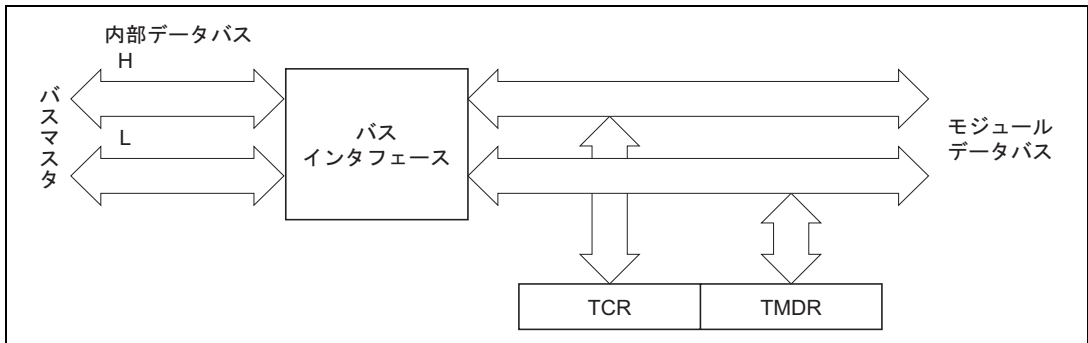 内部データバス
H
バスマスタ
L
バス
インタフェース
モジュール
データバス
TCR
TMDR